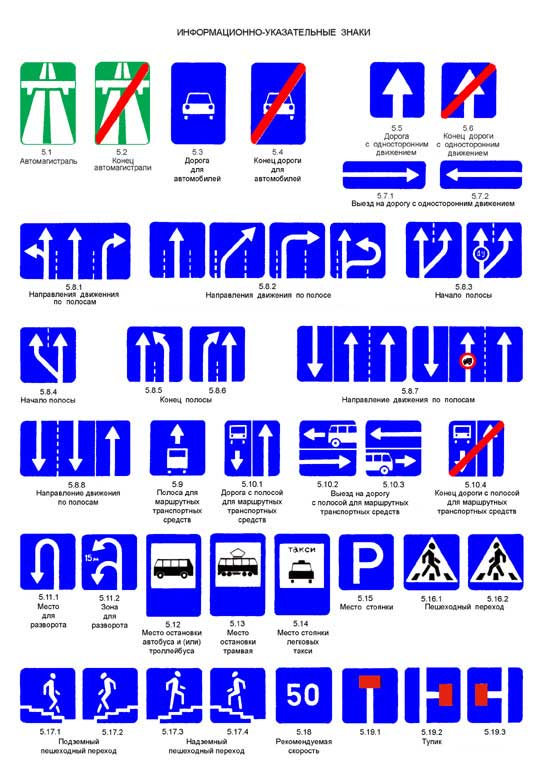 ИНФОРМАЦИОННО-УКАЗАТЕЛЬНЫЕ ЗНАКИ
5.1
Автомагистраль
5.2
Конец
автомагистрали
5.3
Дорога
для
автомобилей
5.4
Конец дороги
для
автомобилей
5.5
Дорога
с односторонним
движением
5.6
Конец дороги
с односторонним
движением
5.7.1
5.7.2
Выезд на дорогу с односторонним движением
5.8.1
Направления движенния
по полосам
5.8.2
Направления движения по полосе
5.8.3
Начало полосы
5.8.4
Начало полосы
5.8.5
5.8.6
Конец полосы
5.8.7
Направление движения по полосам
5.8.8
Направление движения
по полосам
5.9
Полоса для
маршрутных
транспортных
средств
5.10.1
Дорога с полосой
для маршрутных
транспортных
средств
5.10.2
5.10.3
Выезд на дорогу
с полосой для маршрутных
транспортных средств
5.10.4
Конец дороги с полосой
для маршрутных
транспортных
средств
5.11.1
Место
для
разворота
5.11.2
Зона
для
разворота
5.12
Место остановки
автобуса и (или)
троллейбуса
5.13
Место
остановки
трамвая
такси
5.14
Место стоянки
легковых
такси
P
5.15
Место стоянки
5.16.1
5.16.2
Пешеходный переход
5.17.1
5.17.2
Подземный
пешеходный переход
5.17.3
5.17.4
Надземный
пешеходный переход
50
5.18
Рекомендуемая
скорость
5.19.1
5.19.2
Тупик
5.19.3